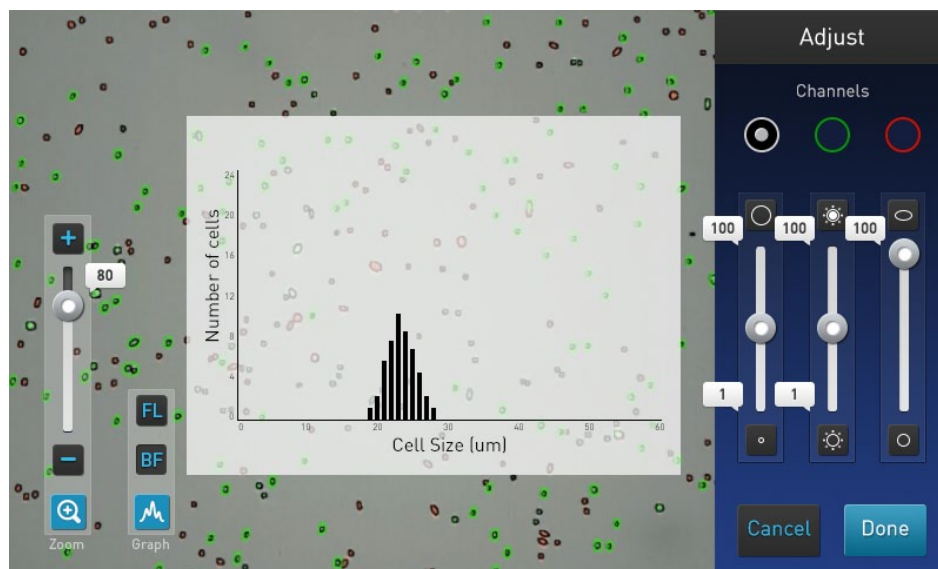 Adjust
Channels
100
100
100
1
1
Cancel
Done
+
80
−
Zoom
FL
BF
Graph
Number of cells
24
20
16
12
8
4
0
0
10
20
30
40
50
60
Cell Size (um)